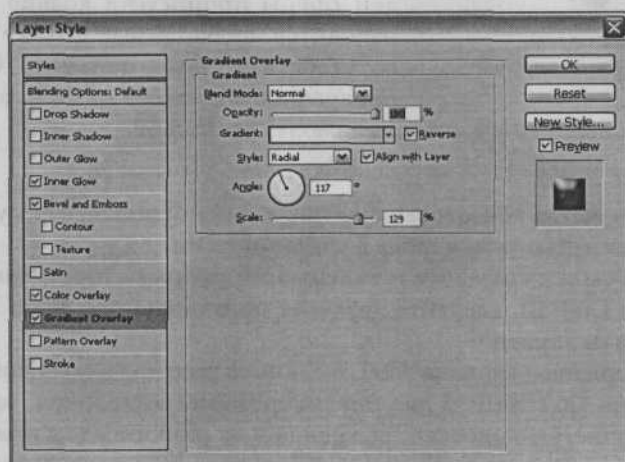 Layer Style
Styles
Blending Options: Default
Drop Shadow
Inner Shadow
Outer Glow
Inner Glow
Bevel and Emboss
Contour
Texture
Satin
Color Overlay
Gradient Overlay
Pattern Overlay
Stroke
Gradient Overlay
Gradient
Blend Mode: Normal
Opacity: %
Gradient: Reverse
Style: Radial Align with Layer
Angle: 117 °
Scale: 129 %
OK
Reset
New Style...
Preview